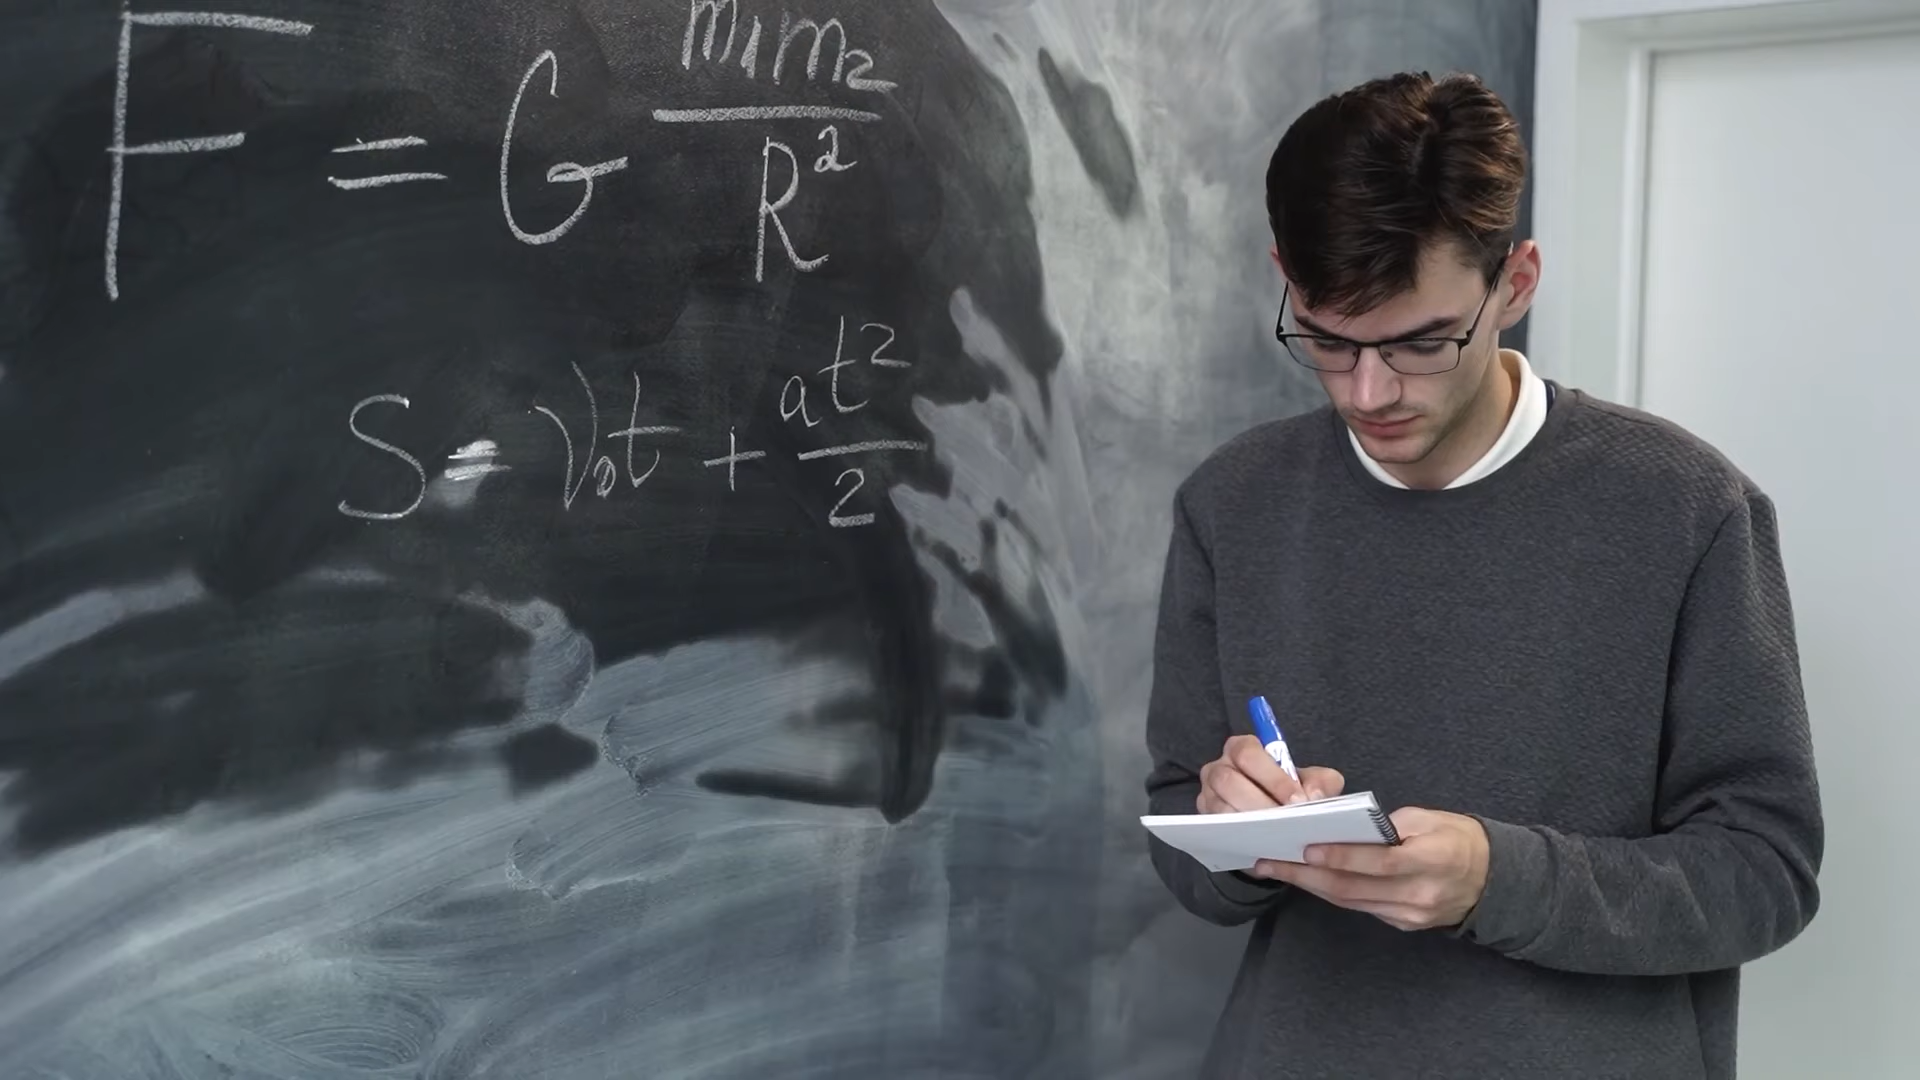 F = G m₁m₂/R²
S = V₀t + at²/2